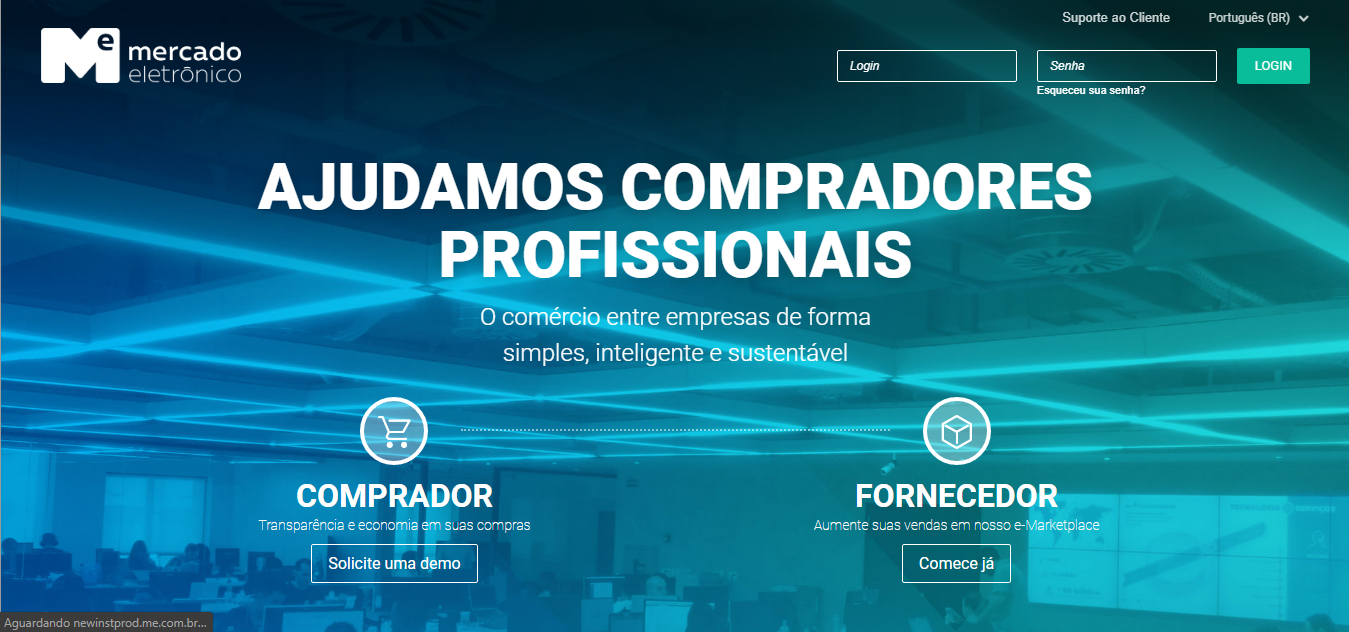 Suporte ao Cliente Português (BR)
Me mercado
eletrônico
Login Senha LOGIN
Esqueceu sua senha?
AJUDAMOS COMPRADORES
PROFISSIONAIS
O comércio entre empresas de forma
simples, inteligente e sustentável
COMPRADOR FORNECEDOR
Transparência e economia em suas compras Aumente suas vendas em nosso e-Marketplace
Solicite uma demo Comece já
Aguardando newinstprod.me.com.br...